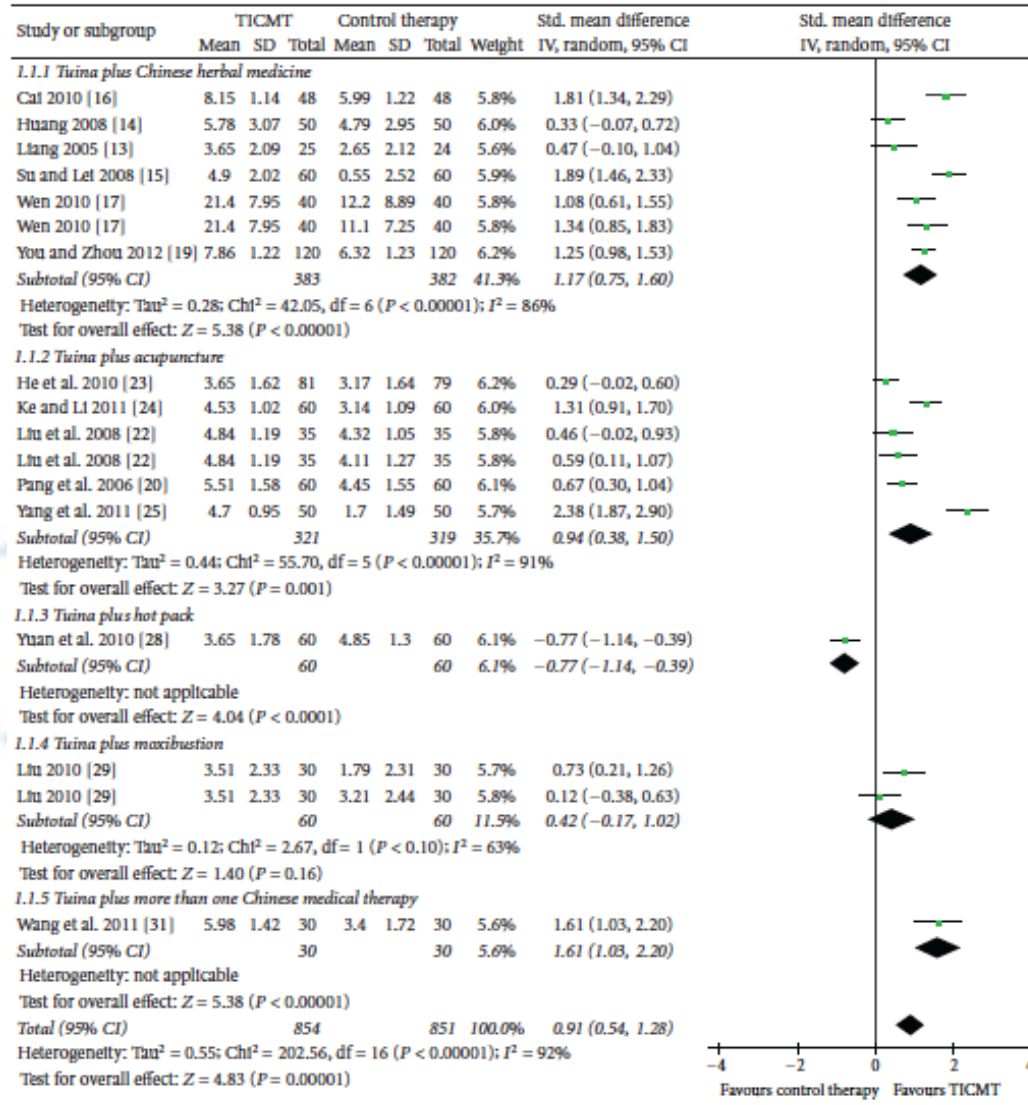 Study or subgroup TICMT Control therapy Std. mean difference Std. mean difference
Mean SD Total Mean SD Total Weight IV, random, 95% CI IV, random, 95% CI
1.1.1 Tuina plus Chinese herbal medicine
Cai 2010 [16] 8.15 1.14 48 5.99 1.22 48 5.8% 1.81 (1.34, 2.29)
Huang 2008 [14] 5.78 3.07 50 4.79 2.95 50 6.0% 0.33 (−0.07, 0.72)
Liang 2005 [13] 3.65 2.09 25 2.65 2.12 24 5.6% 0.47 (−0.10, 1.04)
Su and Lei 2008 [15] 4.9 2.02 60 0.55 2.52 60 5.9% 1.89 (1.46, 2.33)
Wen 2010 [17] 21.4 7.95 40 12.2 8.89 40 5.8% 1.08 (0.61, 1.55)
Wen 2010 [17] 21.4 7.95 40 11.1 7.25 40 5.8% 1.34 (0.85, 1.83)
You and Zhou 2012 [19] 7.86 1.22 120 6.32 1.23 120 6.2% 1.25 (0.98, 1.53)
Subtotal (95% CI) 383 382 41.3% 1.17 (0.75, 1.60)
Heterogeneity: Tau² = 0.28; Chi² = 42.05, df = 6 (P < 0.00001); I² = 86%
Test for overall effect: Z = 5.38 (P < 0.00001)
1.1.2 Tuina plus acupuncture
He et al. 2010 [23] 3.65 1.62 81 3.17 1.64 79 6.2% 0.29 (−0.02, 0.60)
Ke and Li 2011 [24] 4.53 1.02 60 3.14 1.09 60 6.0% 1.31 (0.91, 1.70)
Liu et al. 2008 [22] 4.84 1.19 35 4.32 1.05 35 5.8% 0.46 (−0.02, 0.93)
Liu et al. 2008 [22] 4.84 1.19 35 4.11 1.27 35 5.8% 0.59 (0.11, 1.07)
Pang et al. 2006 [20] 5.51 1.58 60 4.45 1.55 60 6.1% 0.67 (0.30, 1.04)
Yang et al. 2011 [25] 4.7 0.95 50 1.7 1.49 50 5.7% 2.38 (1.87, 2.90)
Subtotal (95% CI) 321 319 35.7% 0.94 (0.38, 1.50)
Heterogeneity: Tau² = 0.44; Chi² = 55.70, df = 5 (P < 0.00001); I² = 91%
Test for overall effect: Z = 3.27 (P = 0.001)
1.1.3 Tuina plus hot pack
Yuan et al. 2010 [28] 3.65 1.78 60 4.85 1.3 60 6.1% −0.77 (−1.14, −0.39)
Subtotal (95% CI) 60 60 6.1% −0.77 (−1.14, −0.39)
Heterogeneity: not applicable
Test for overall effect: Z = 4.04 (P < 0.0001)
1.1.4 Tuina plus moxibustion
Liu 2010 [29] 3.51 2.33 30 1.79 2.31 30 5.7% 0.73 (0.21, 1.26)
Liu 2010 [29] 3.51 2.33 30 3.21 2.44 30 5.8% 0.12 (−0.38, 0.63)
Subtotal (95% CI) 60 60 11.5% 0.42 (−0.17, 1.02)
Heterogeneity: Tau² = 0.12; Chi² = 2.67, df = 1 (P < 0.10); I² = 63%
Test for overall effect: Z = 1.40 (P = 0.16)
1.1.5 Tuina plus more than one Chinese medical therapy
Wang et al. 2011 [31] 5.98 1.42 30 3.4 1.72 30 5.6% 1.61 (1.03, 2.20)
Subtotal (95% CI) 30 30 5.6% 1.61 (1.03, 2.20)
Heterogeneity: not applicable
Test for overall effect: Z = 5.38 (P < 0.00001)
Total (95% CI) 854 851 100.0% 0.91 (0.54, 1.28)
Heterogeneity: Tau² = 0.55; Chi² = 202.56, df = 16 (P < 0.00001); I² = 92%
Test for overall effect: Z = 4.83 (P = 0.00001)
−4 −2 0 2 4
Favours control therapy Favours TICMT